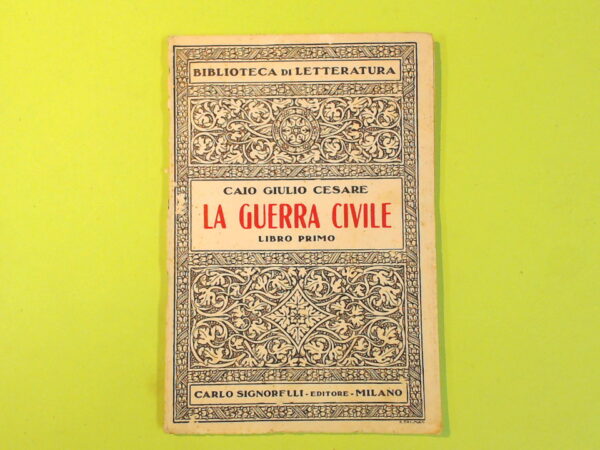 BIBLIOTECA DI LETTERATURA
CAIO GIULIO CESARE
LA GUERRA CIVILE
LIBRO PRIMO
CARLO SIGNORELLI - EDITORE - MILANO